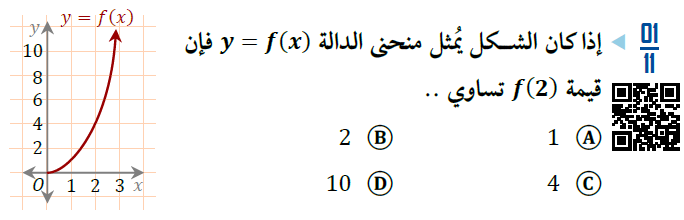 01
11
إذا كان الشكل يُمثل منحنى الدالة y = f(x) فإن
قيمة f(2) تساوي ..
A 1
B 2
C 4
D 10
y = f(x)
y
10
8
6
4
2
O 1 2 3 x